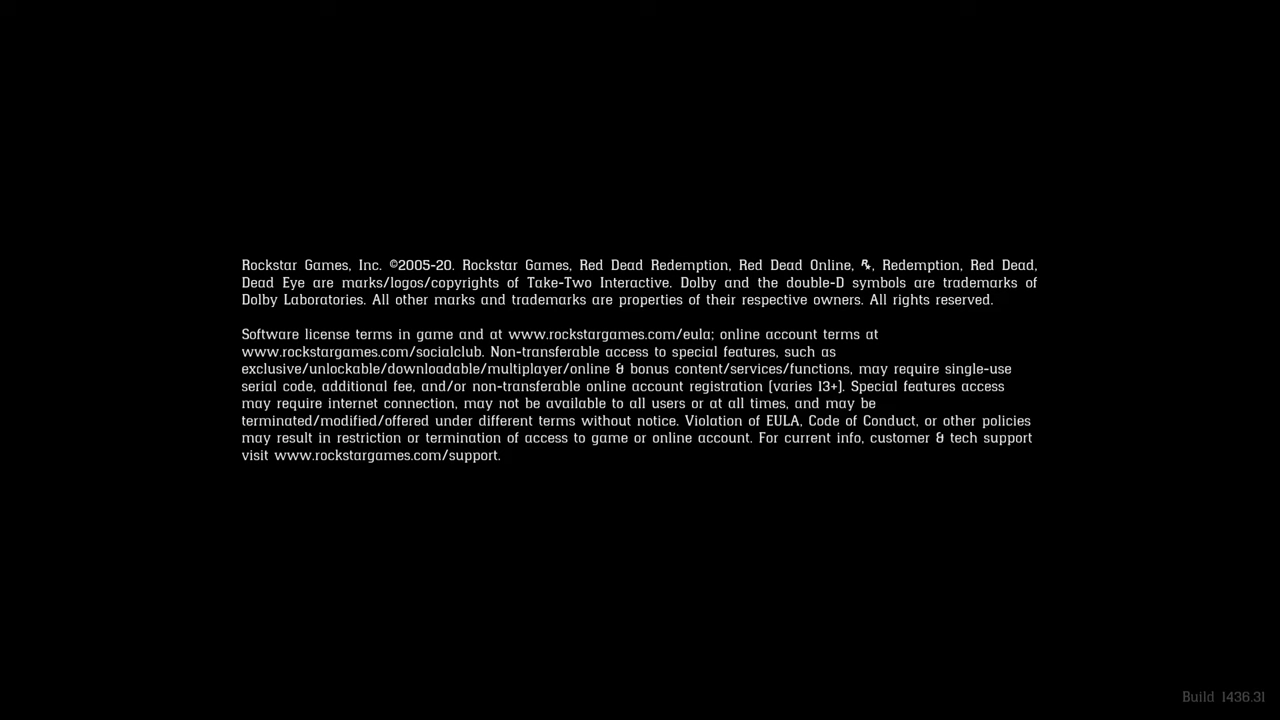 Rockstar Games, Inc. ©2005-20. Rockstar Games, Red Dead Redemption, Red Dead Online, R★, Redemption, Red Dead,
Dead Eye are marks/logos/copyrights of Take-Two Interactive. Dolby and the double-D symbols are trademarks of
Dolby Laboratories. All other marks and trademarks are properties of their respective owners. All rights reserved.
Software license terms in game and at www.rockstargames.com/eula; online account terms at
www.rockstargames.com/socialclub. Non-transferable access to special features, such as
exclusive/unlockable/downloadable/multiplayer/online & bonus content/services/functions, may require single-use
serial code, additional fee, and/or non-transferable online account registration (varies 13+). Special features access
may require internet connection, may not be available to all users or at all times, and may be
terminated/modified/offered under different terms without notice. Violation of EULA, Code of Conduct, or other policies
may result in restriction or termination of access to game or online account. For current info, customer & tech support
visit www.rockstargames.com/support.
Build 1436.31